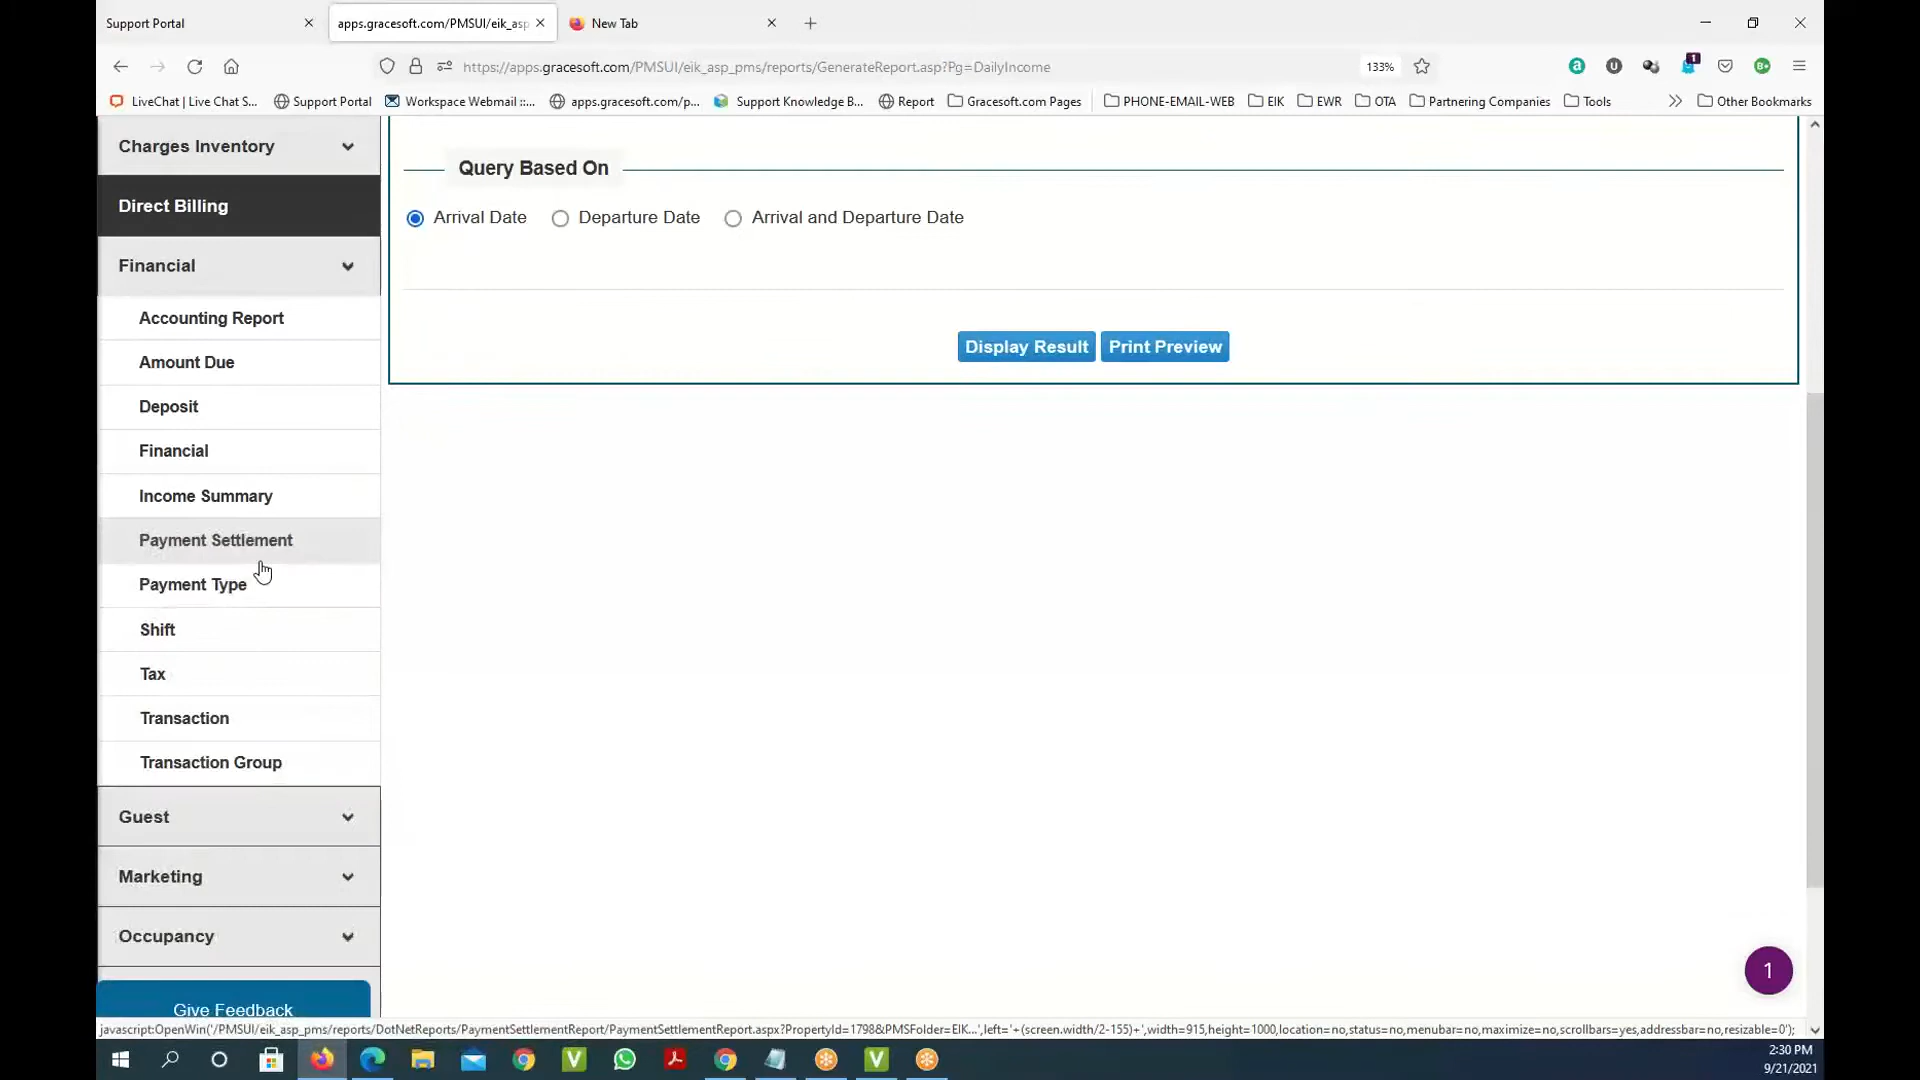 Support Portal
apps.gracesoft.com/PMSUI/eik_asp
New Tab
https://apps.gracesoft.com/PMSUI/eik_asp_pms/reports/GenerateReport.asp?Pg=DailyIncome
133%
LiveChat | Live Chat S...
Support Portal
Workspace Webmail ::...
apps.gracesoft.com/p...
Support Knowledge B...
Report
Gracesoft.com Pages
PHONE-EMAIL-WEB
EIK
EWR
OTA
Partnering Companies
Tools
Other Bookmarks
Charges Inventory
Direct Billing
Financial
Accounting Report
Amount Due
Deposit
Financial
Income Summary
Payment Settlement
Payment Type
Shift
Tax
Transaction
Transaction Group
Guest
Marketing
Occupancy
Give Feedback
Query Based On
Arrival Date
Departure Date
Arrival and Departure Date
Display Result
Print Preview
1
javascript:OpenWin('/PMSUI/eik_asp_pms/reports/DotNetReports/PaymentSettlementReport/PaymentSettlementReport.aspx?PropertyId=1798&PMSFolder=EIK...',left='+(screen.width/2-155)+',width=915,height=1000,location=no,status=no,menubar=no,maximize=no,scrollbars=yes,addressbar=no,resizable=0');
2:30 PM
9/21/2021